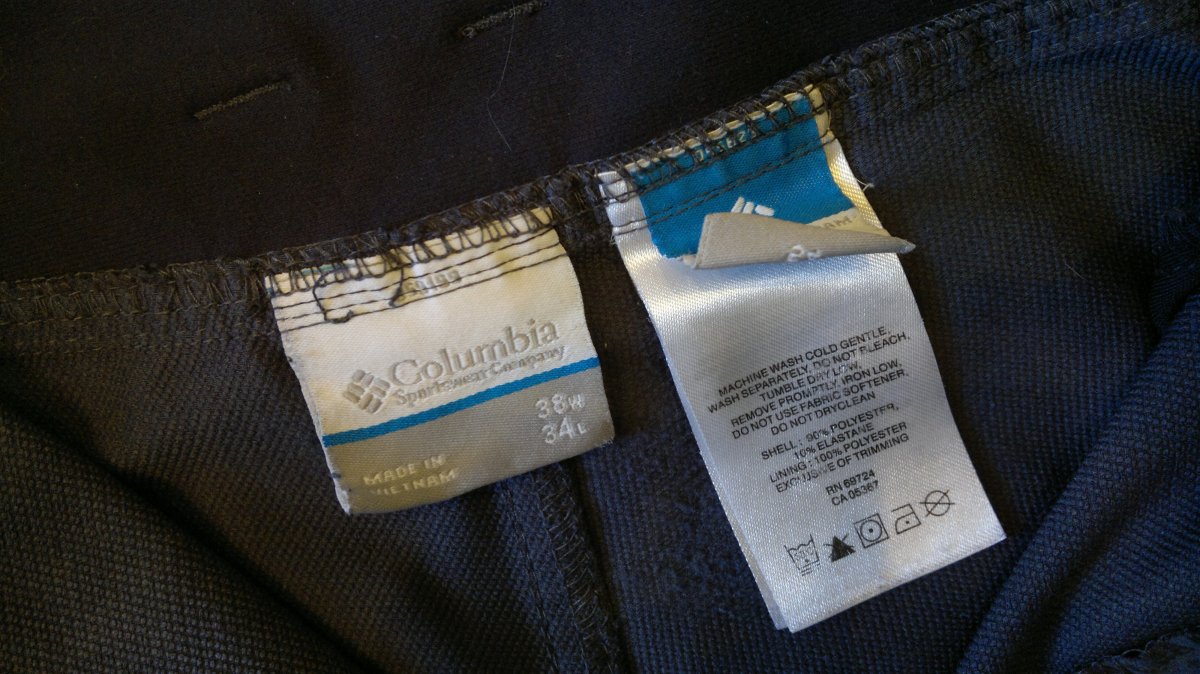 Columbia
Sportswear Company
38W
34L
MADE IN
VIETNAM
MACHINE WASH COLD GENTLE,
WASH SEPARATELY, DO NOT BLEACH.
TUMBLE DRY LOW,
REMOVE PROMPTLY, IRON LOW.
DO NOT USE FABRIC SOFTENER.
DO NOT DRYCLEAN
SHELL : 90% POLYESTER,
10% ELASTANE
LINING : 100% POLYESTER
EXCLUSIVE OF TRIMMING
RN 69724
CA 05367